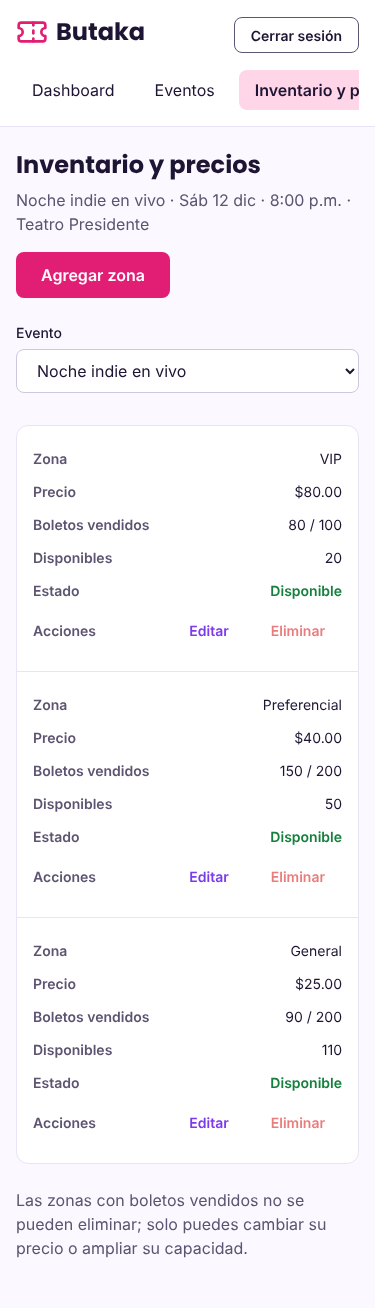 Butaka
Cerrar sesión
Dashboard Eventos Inventario y p
Inventario y precios
Noche indie en vivo · Sáb 12 dic · 8:00 p.m. ·
Teatro Presidente
Agregar zona
Evento
Noche indie en vivo
Zona VIP
Precio $80.00
Boletos vendidos 80 / 100
Disponibles 20
Estado Disponible
Acciones Editar Eliminar
Zona Preferencial
Precio $40.00
Boletos vendidos 150 / 200
Disponibles 50
Estado Disponible
Acciones Editar Eliminar
Zona General
Precio $25.00
Boletos vendidos 90 / 200
Disponibles 110
Estado Disponible
Acciones Editar Eliminar
Las zonas con boletos vendidos no se
pueden eliminar; solo puedes cambiar su
precio o ampliar su capacidad.